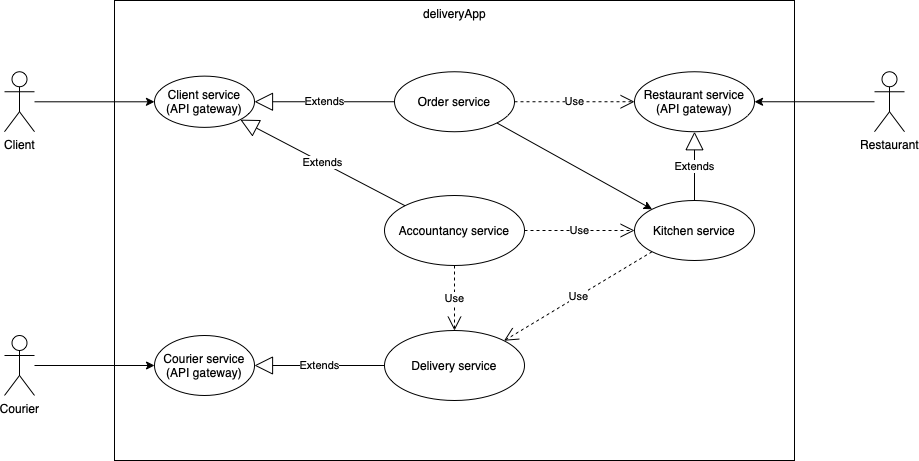 deliveryApp
Client service
(API gateway)
Extends
Order service
Use
Restaurant service
(API gateway)
Client
Restaurant
Extends
Extends
Accountancy service
Use
Kitchen service
Use
Use
Courier service
(API gateway)
Extends
Delivery service
Courier